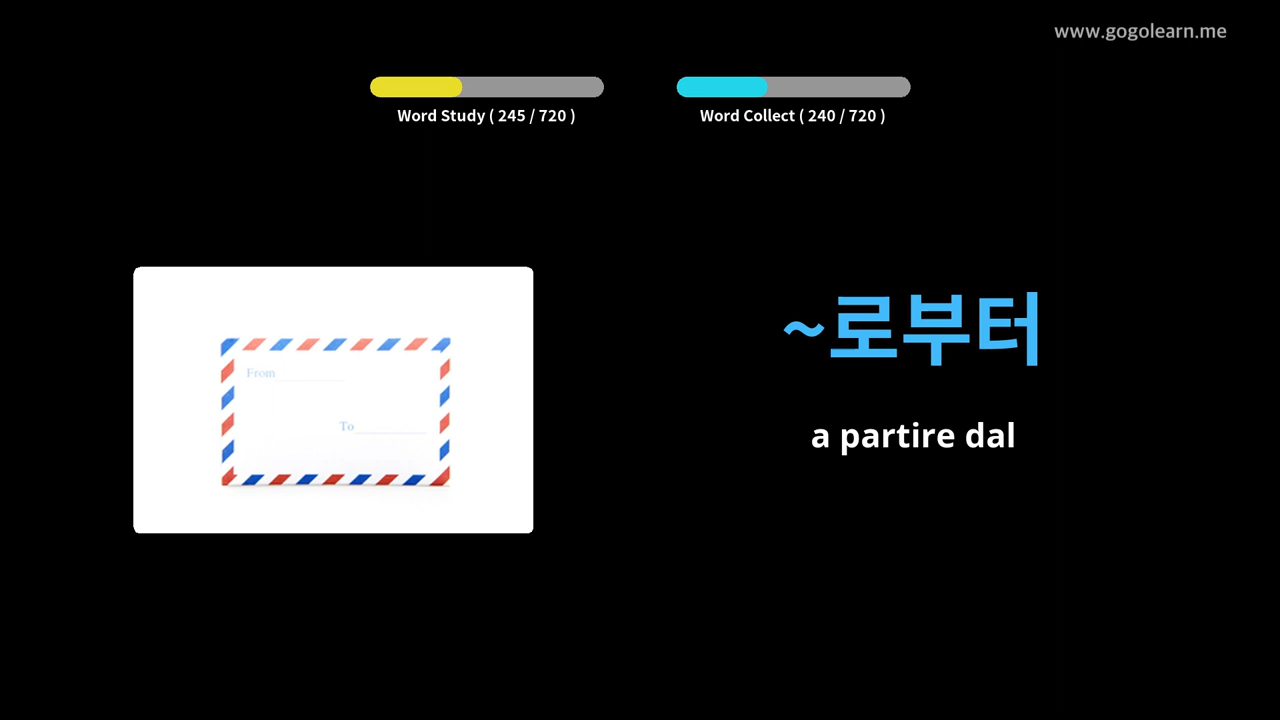 www.gogolearn.me
Word Study ( 245 / 720 )
Word Collect ( 240 / 720 )
From
To
~로부터
a partire dal